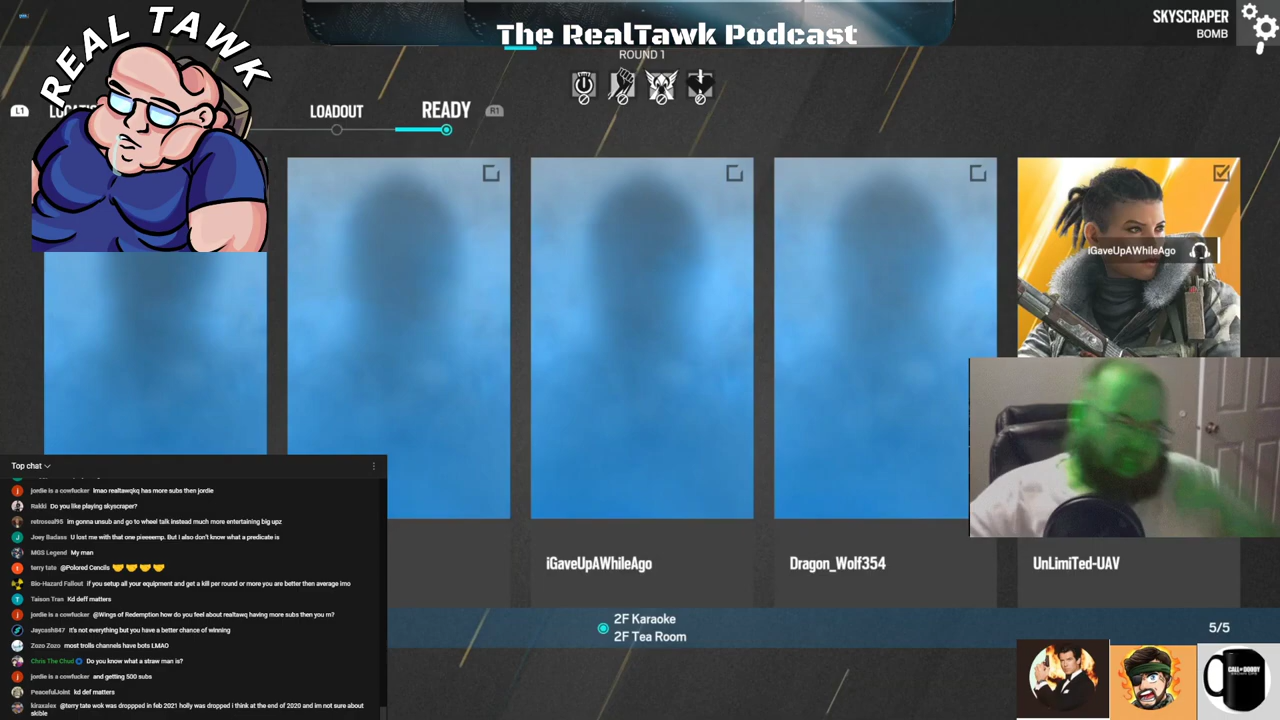 The RealTawk Podcast
SKYSCRAPER
BOMB
REAL TAWK
ROUND 1
L1
LOADOUT
READY
R1
iGaveUpAWhileAgo
Top chat
jordie is a cowfucker lmao realtawqkq has more subs then jordie
Rakki Do you like playing skyscraper?
retroseal95 im gonna unsub and go to wheel talk instead much more entertaining big upz
Joey Badass U lost me with that one pieeeemp. But I also don't know what a predicate is
MGS Legend My man
terry tate @Polored Cencils
Bio-Hazard Fallout if you setup all your equipment and get a kill per round or more you are better then average imo
Taison Tran Kd deff matters
jordie is a cowfucker @Wings of Redemption how do you feel about realtawq having more subs then you rn?
Jaycash847 It's not everything but you have a better chance of winning
Zozo Zozo most trolls channels have bots LMAO
Chris The Chud Do you know what a straw man is?
jordie is a cowfucker and getting 500 subs
PeacefulJoint kd def matters
kiraxalex @terry tate wok was droppped in feb 2021 holly was dropped i think at the end of 2020 and im not sure about
skible
iGaveUpAWhileAgo
Dragon_Wolf354
UnLimiTed-UAV
2F Karaoke
2F Tea Room
5/5